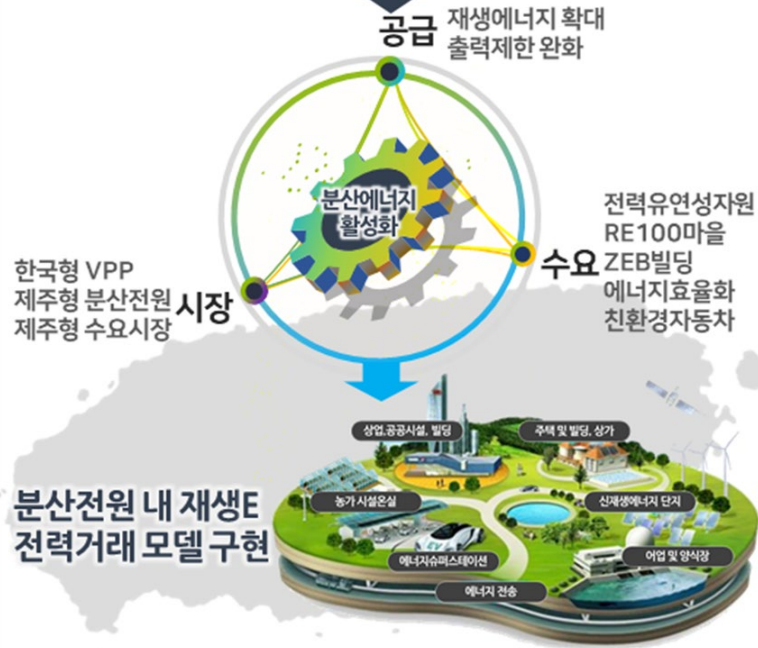 공급
재생에너지 확대
출력제한 완화
분산에너지
활성화
한국형 VPP
제주형 분산전원
제주형 수요시장
시장
수요
전력유연성자원
RE100마을
ZEB빌딩
에너지효율화
친환경자동차
분산전원 내 재생E
전력거래 모델 구현
상업,공공시설, 빌딩
주택 및 빌딩, 상가
농가 시설온실
신재생에너지 단지
에너지슈퍼스테이션
어업 및 양식장
에너지 전송